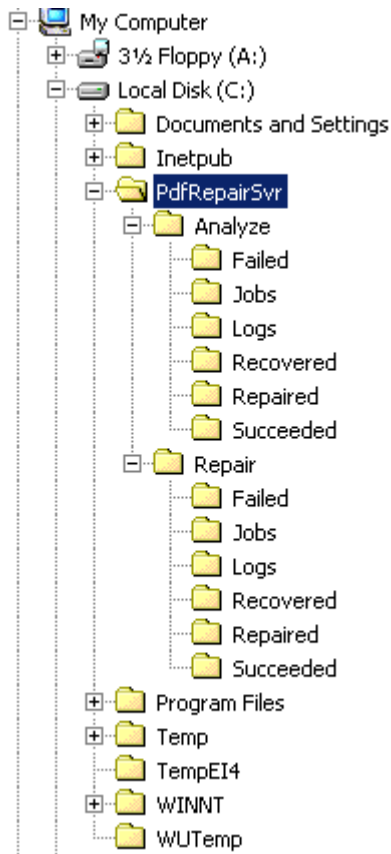 My Computer
3½ Floppy (A:)
Local Disk (C:)
Documents and Settings
Inetpub
PdfRepairSvr
Analyze
Failed
Jobs
Logs
Recovered
Repaired
Succeeded
Repair
Failed
Jobs
Logs
Recovered
Repaired
Succeeded
Program Files
Temp
TempEI4
WINNT
WUTemp